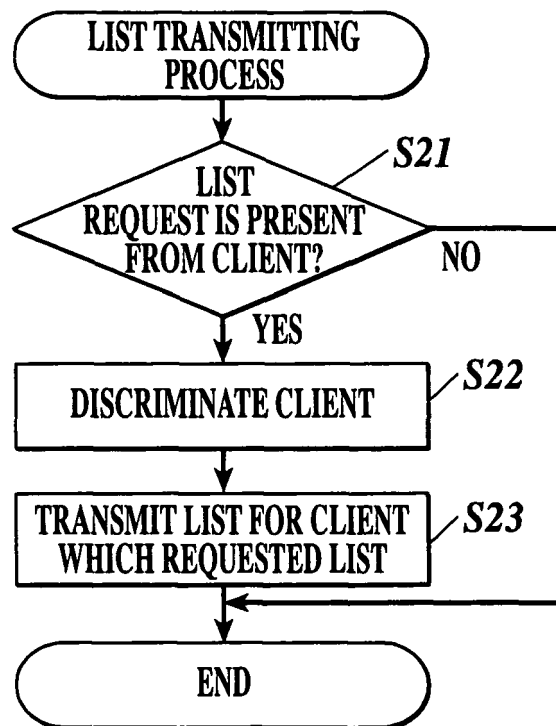 LIST TRANSMITTING
PROCESS
S21
LIST
REQUEST IS PRESENT
FROM CLIENT?
NO
YES
S22
DISCRIMINATE CLIENT
S23
TRANSMIT LIST FOR CLIENT
WHICH REQUESTED LIST
END